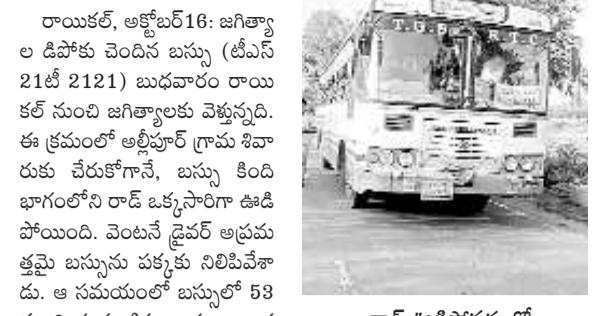 రాయికల్, అక్టోబర్16: జగిత్యా
ల డిపోకు చెందిన బస్సు (టీఎస్
21టీ 2121) బుధవారం రాయి
కల్ నుంచి జగిత్యాలకు వెళ్తున్నది.
ఈ క్రమంలో అల్లీపూర్ గ్రామ శివా
రుకు చేరుకోగానే, బస్సు కింది
భాగంలోని రాడ్ ఒక్కసారిగా ఊడి
పోయింది. వెంటనే డ్రైవర్ అప్రమ
త్తమై బస్సును పక్కకు నిలిపివేశా
డు. ఆ సమయంలో బస్సులో 53